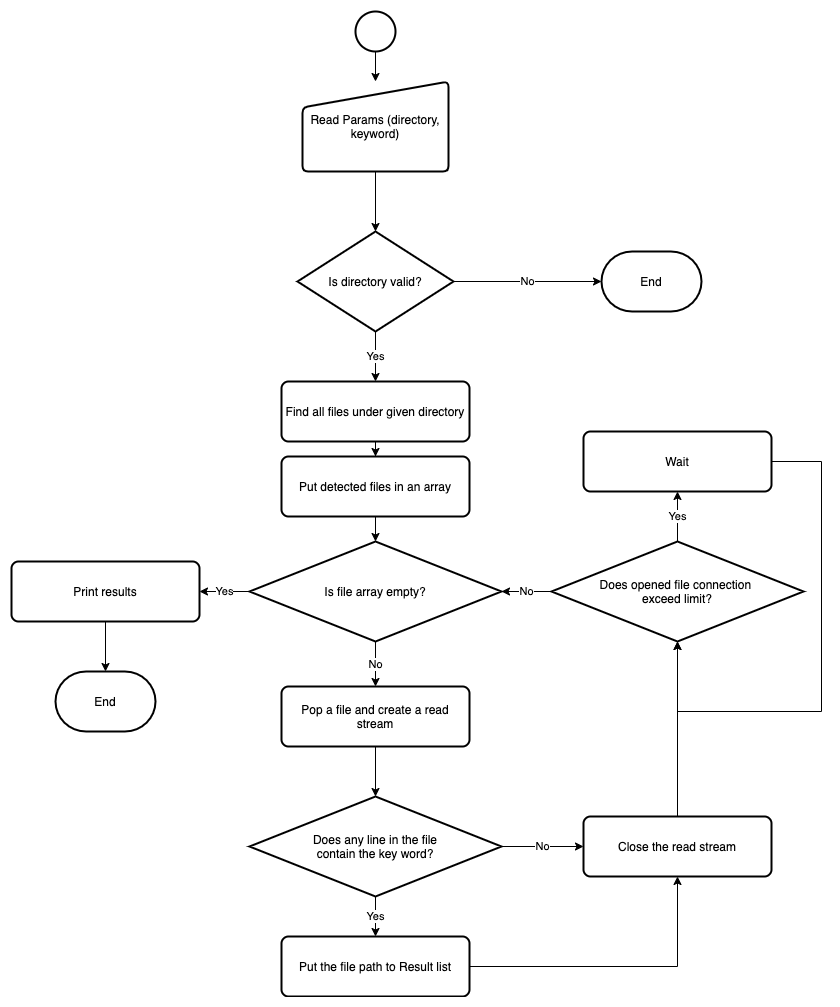 Read Params (directory,
keyword)
Is directory valid?
No
End
Yes
Find all files under given directory
Put detected files in an array
Wait
Yes
Is file array empty?
Yes
Print results
No
Does opened file connection
exceed limit?
End
No
Pop a file and create a read
stream
Does any line in the file
contain the key word?
No
Close the read stream
Yes
Put the file path to Result list